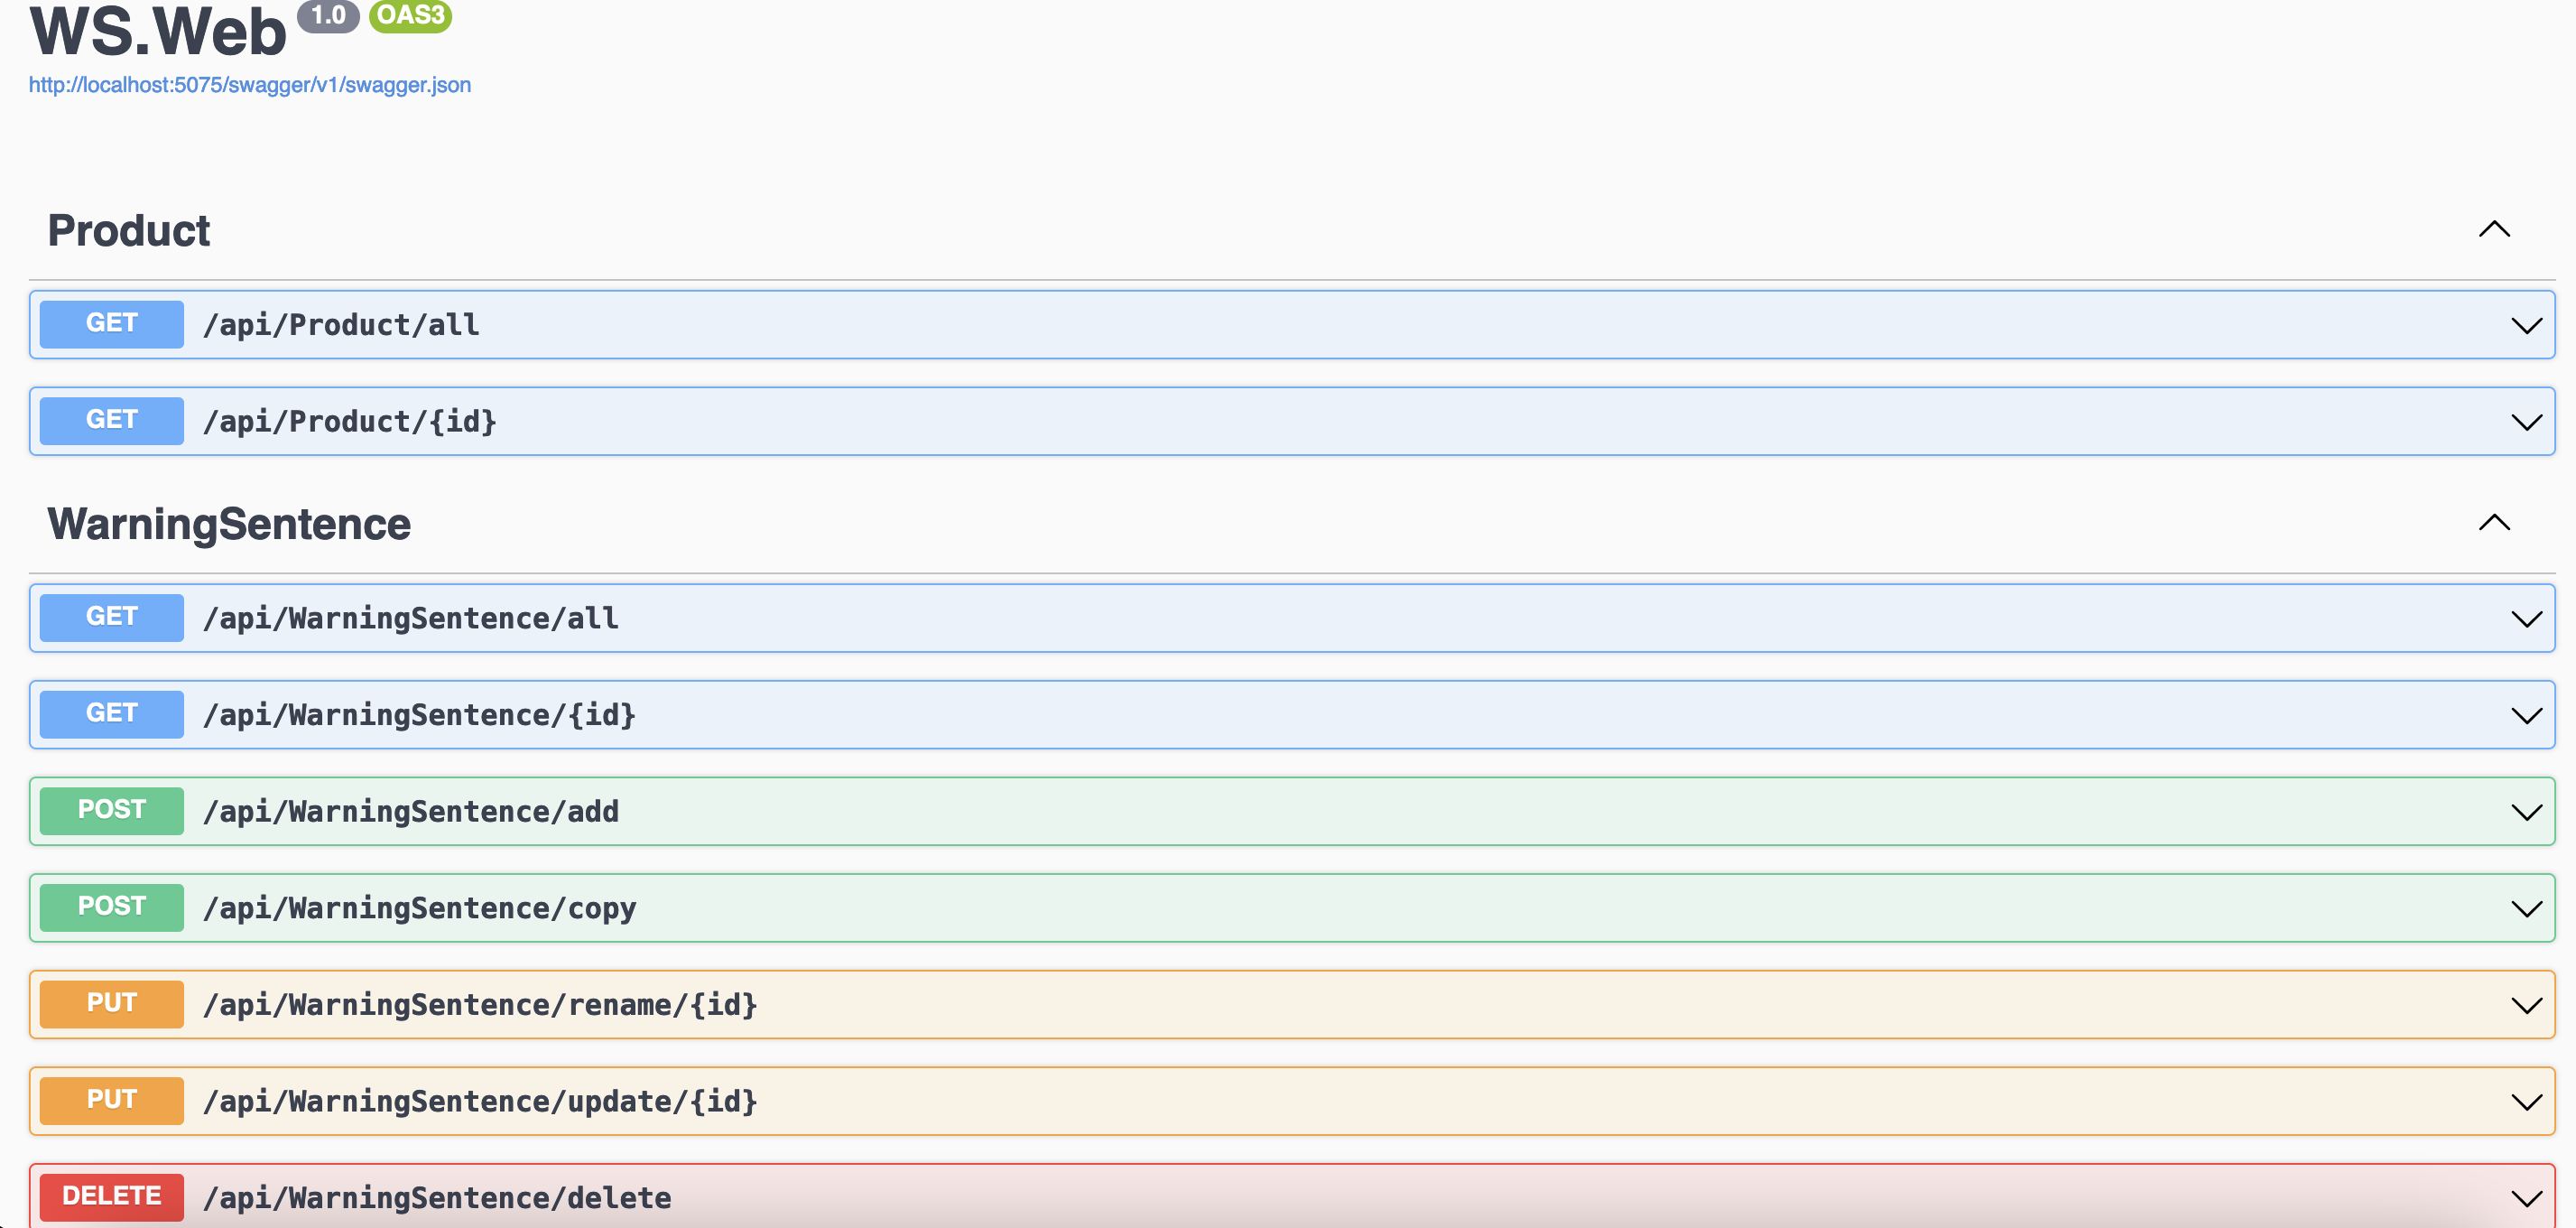 WS.Web 1.0 OAS3
http://localhost:5075/swagger/v1/swagger.json
Product
GET /api/Product/all
GET /api/Product/{id}
WarningSentence
GET /api/WarningSentence/all
GET /api/WarningSentence/{id}
POST /api/WarningSentence/add
POST /api/WarningSentence/copy
PUT /api/WarningSentence/rename/{id}
PUT /api/WarningSentence/update/{id}
DELETE /api/WarningSentence/delete